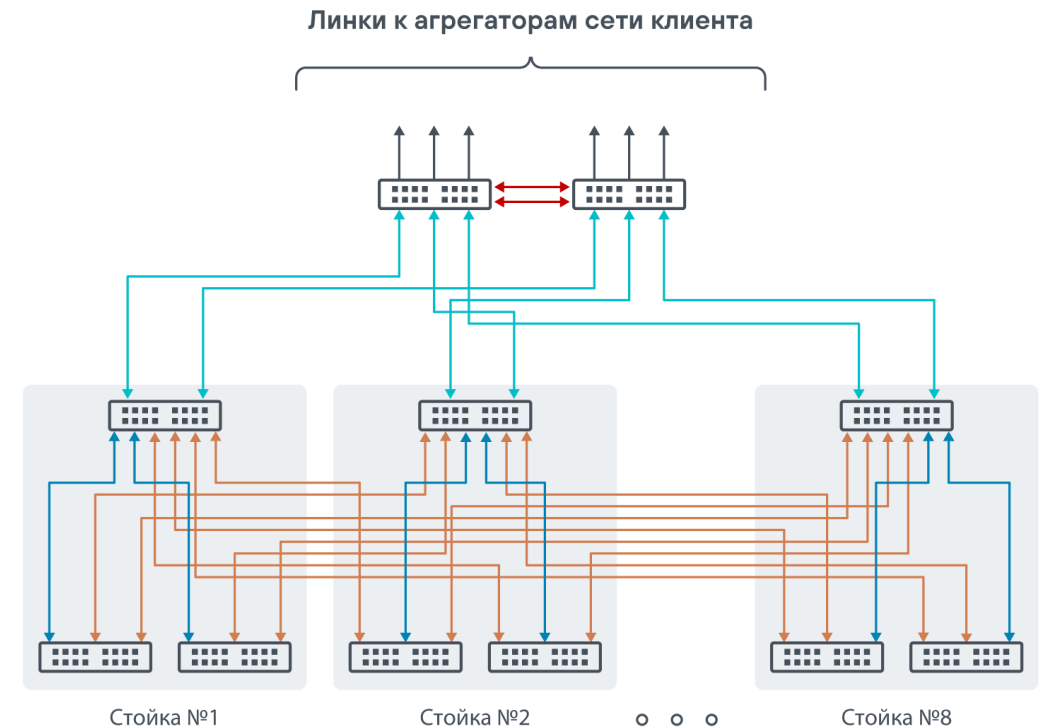 Линки к агрегаторам сети клиента
Стойка №1
Стойка №2
Стойка №8